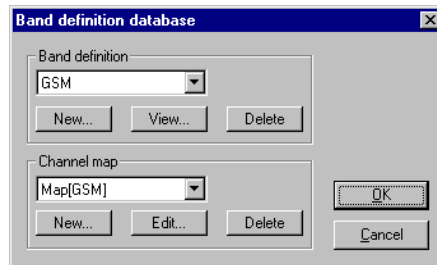 Band definition database
Band definition
GSM
New... View... Delete
Channel map
Map[GSM]
New... Edit... Delete
OK
Cancel